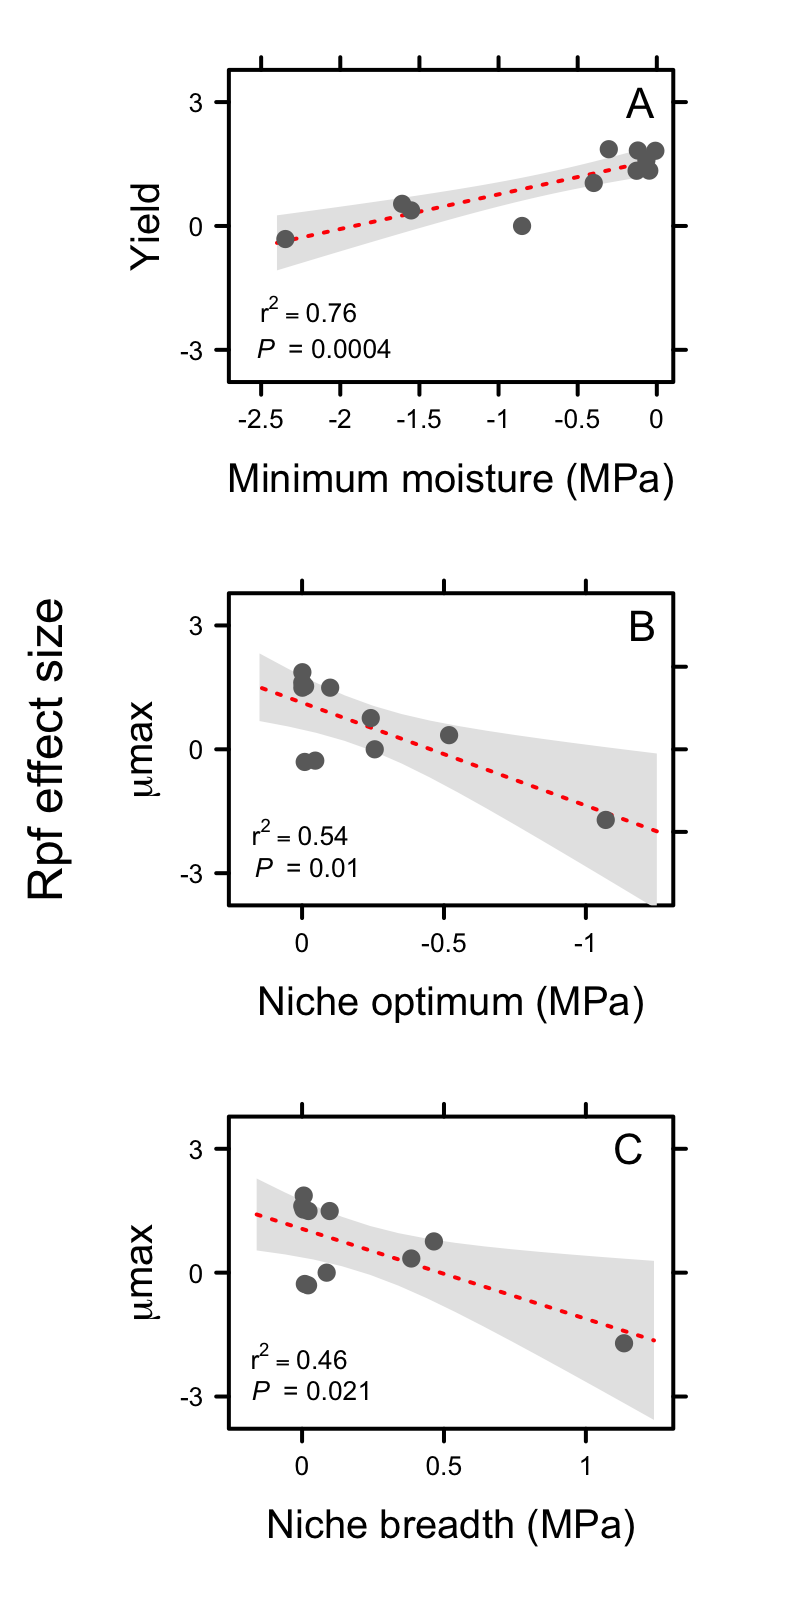 Rpf effect size
A
Yield
3
0
-3
r² = 0.76
P = 0.0004
-2.5 -2 -1.5 -1 -0.5 0
Minimum moisture (MPa)
B
μmax
3
0
-3
r² = 0.54
P = 0.01
0 -0.5 -1
Niche optimum (MPa)
C
μmax
3
0
-3
r² = 0.46
P = 0.021
0 0.5 1
Niche breadth (MPa)